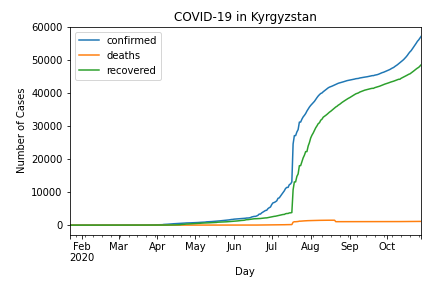 COVID-19 in Kyrgyzstan
Number of Cases
60000
50000
40000
30000
20000
10000
0
confirmed
deaths
recovered
Feb Mar Apr May Jun Jul Aug Sep Oct
2020
Day